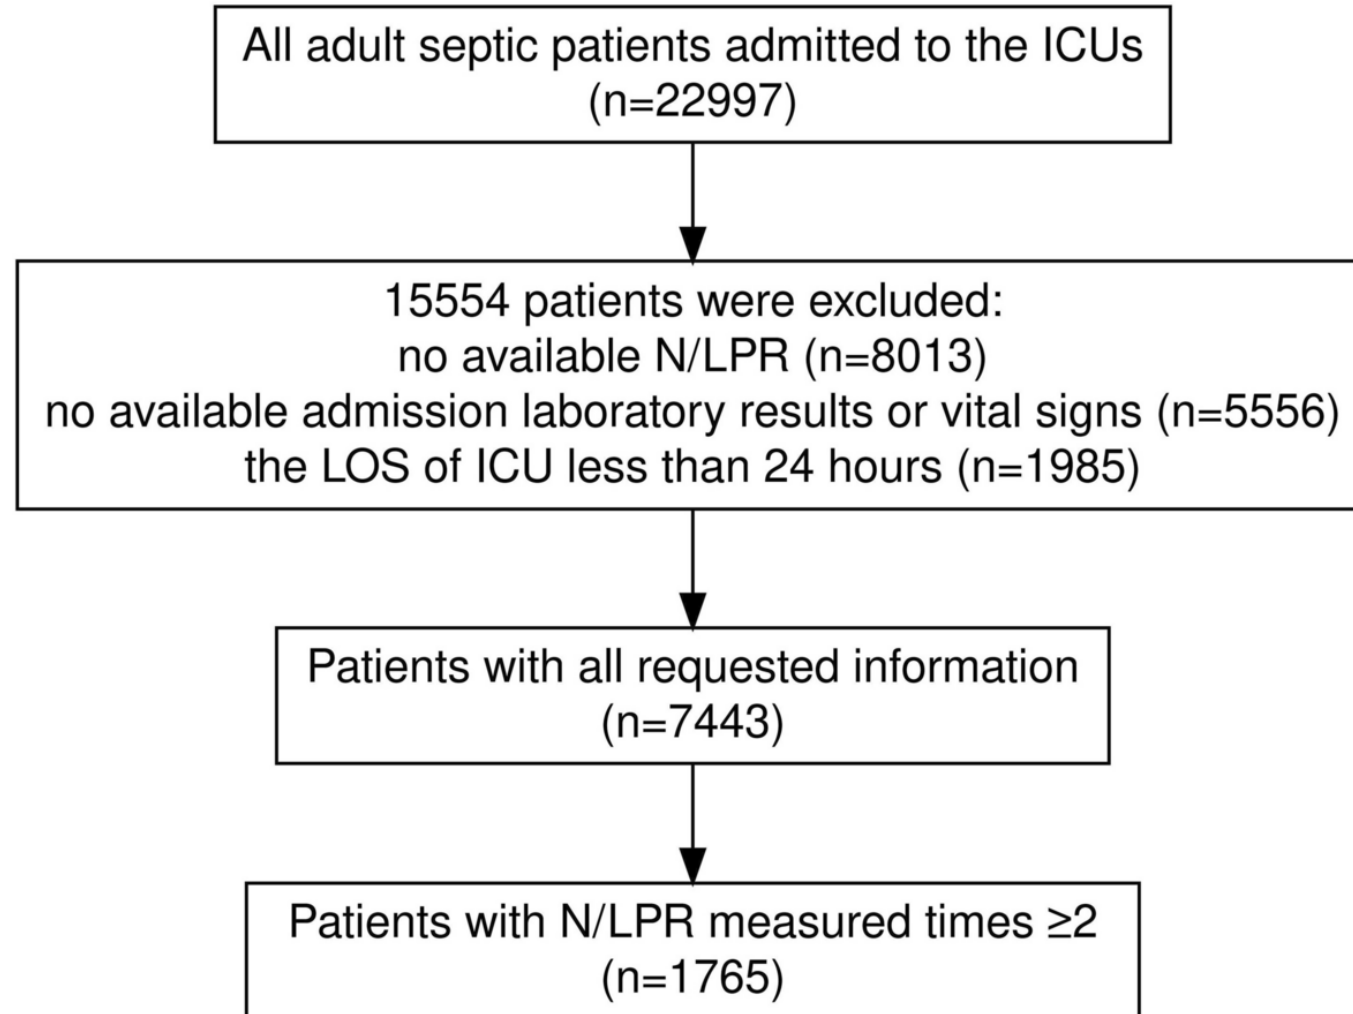 All adult septic patients admitted to the ICUs
(n=22997)
15554 patients were excluded:
no available N/LPR (n=8013)
no available admission laboratory results or vital signs (n=5556)
the LOS of ICU less than 24 hours (n=1985)
Patients with all requested information
(n=7443)
Patients with N/LPR measured times ≥2
(n=1765)